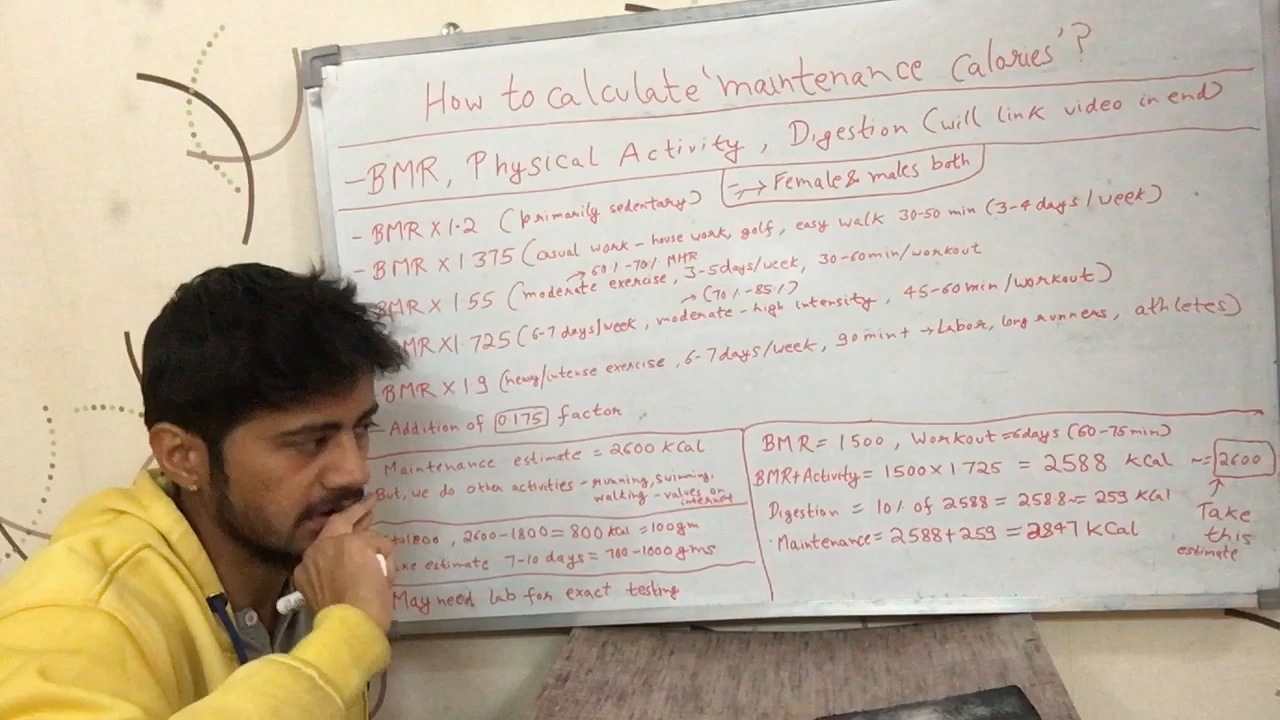 How to calculate 'maintenance calories'?
- BMR, Physical Activity, Digestion (will link video in end)
=> Female & males both
- BMR X 1.2 (primarily sedentary)
- BMR X 1.375 (casual work - house work, golf, easy walk 30-50 min (3-4 days/week)
→ 60% - 70% MHR
BMR X 1.55 (moderate exercise, 3-5 days/week, 30-60min/workout
→ (70% - 85%)
MR X 1.725 (6-7 days/week, moderate - high intensity, 45-60 min/workout)
BMR X 1.9 (heavy/intense exercise, 6-7 days/week, 90 min+ → Labor, long runners, athletes)
- Addition of 0.175 factor
Maintenance estimate = 2600 KCal
But, we do other activities - running, swimming,
walking - values on
internet
1800, 2600-1800 = 800 kcal = 100gm
ke estimate 7-10 days = 700-1000 gms
May need lab for exact testing
BMR = 1500, Workout = 6 days (60-75 min)
BMR + Activity = 1500 x 1.725 = 2588 kcal ~= 2600
Digestion = 10% of 2588 = 258.8 ~= 259 KCal
Maintenance = 2588 + 259 = 2847 kCal
↑
Take
this
estimate